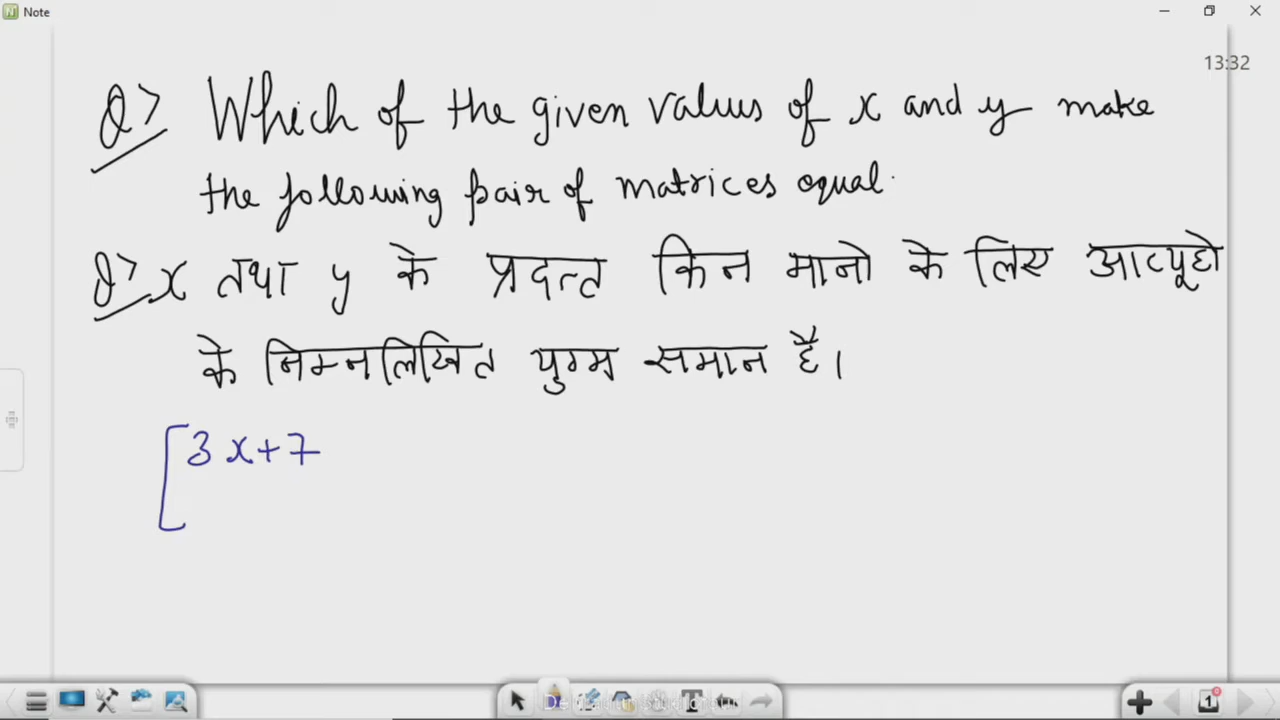 Note
13:32
Q> Which of the given values of x and y make
the following pair of matrices equal.
Q> x तथा y के प्रदत्त किन मानो के लिए आव्यूहो
के निम्नलिखित युग्म समान है।
[3x+7
1